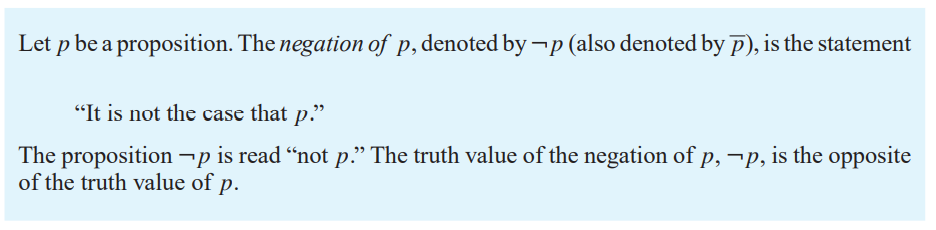 Let p be a proposition. The negation of p, denoted by ¬p (also denoted by p̅), is the statement
“It is not the case that p.”
The proposition ¬p is read “not p.” The truth value of the negation of p, ¬p, is the opposite
of the truth value of p.